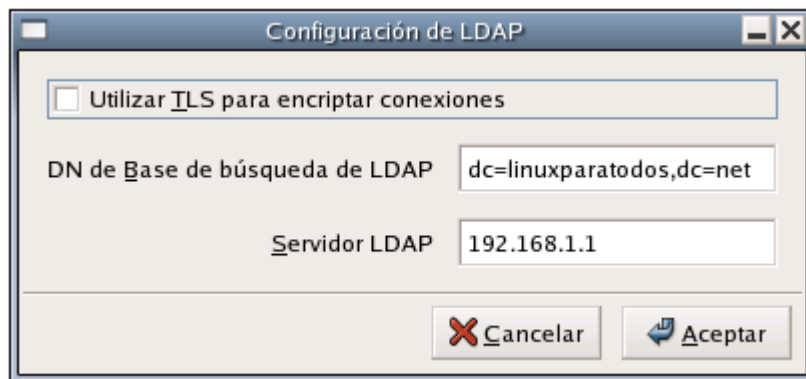 Configuración de LDAP
Utilizar TLS para encriptar conexiones
DN de Base de búsqueda de LDAP dc=linuxparatodos,dc=net
Servidor LDAP 192.168.1.1
Cancelar Aceptar